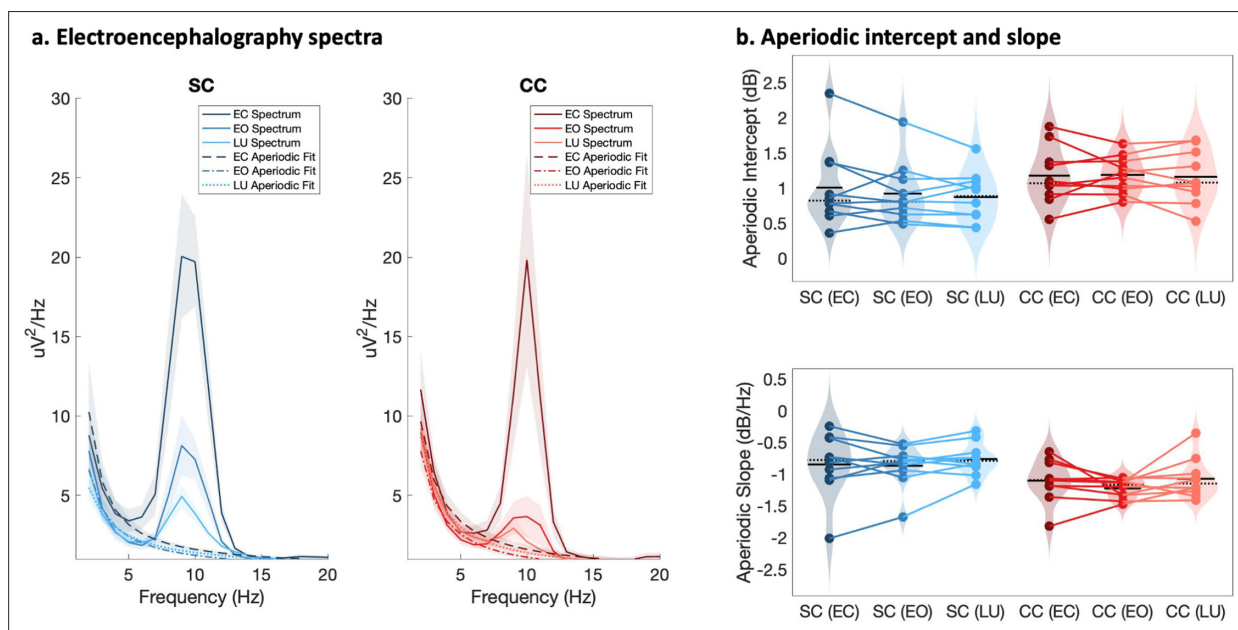 a. Electroencephalography spectra
SC
30
25
20
15
10
5
uV2/Hz
5
10
15
20
Frequency (Hz)
EC Spectrum
EO Spectrum
LU Spectrum
EC Aperiodic Fit
EO Aperiodic Fit
LU Aperiodic Fit
CC
30
25
20
15
10
5
uV2/Hz
5
10
15
20
Frequency (Hz)
EC Spectrum
EO Spectrum
LU Spectrum
EC Aperiodic Fit
EO Aperiodic Fit
LU Aperiodic Fit
b. Aperiodic intercept and slope
2.5
2
1.5
1
0.5
0
Aperiodic Intercept (dB)
SC (EC) SC (EO) SC (LU) CC (EC) CC (EO) CC (LU)
0.5
0
-0.5
-1
-1.5
-2
-2.5
Aperiodic Slope (dB/Hz)
SC (EC) SC (EO) SC (LU) CC (EC) CC (EO) CC (LU)